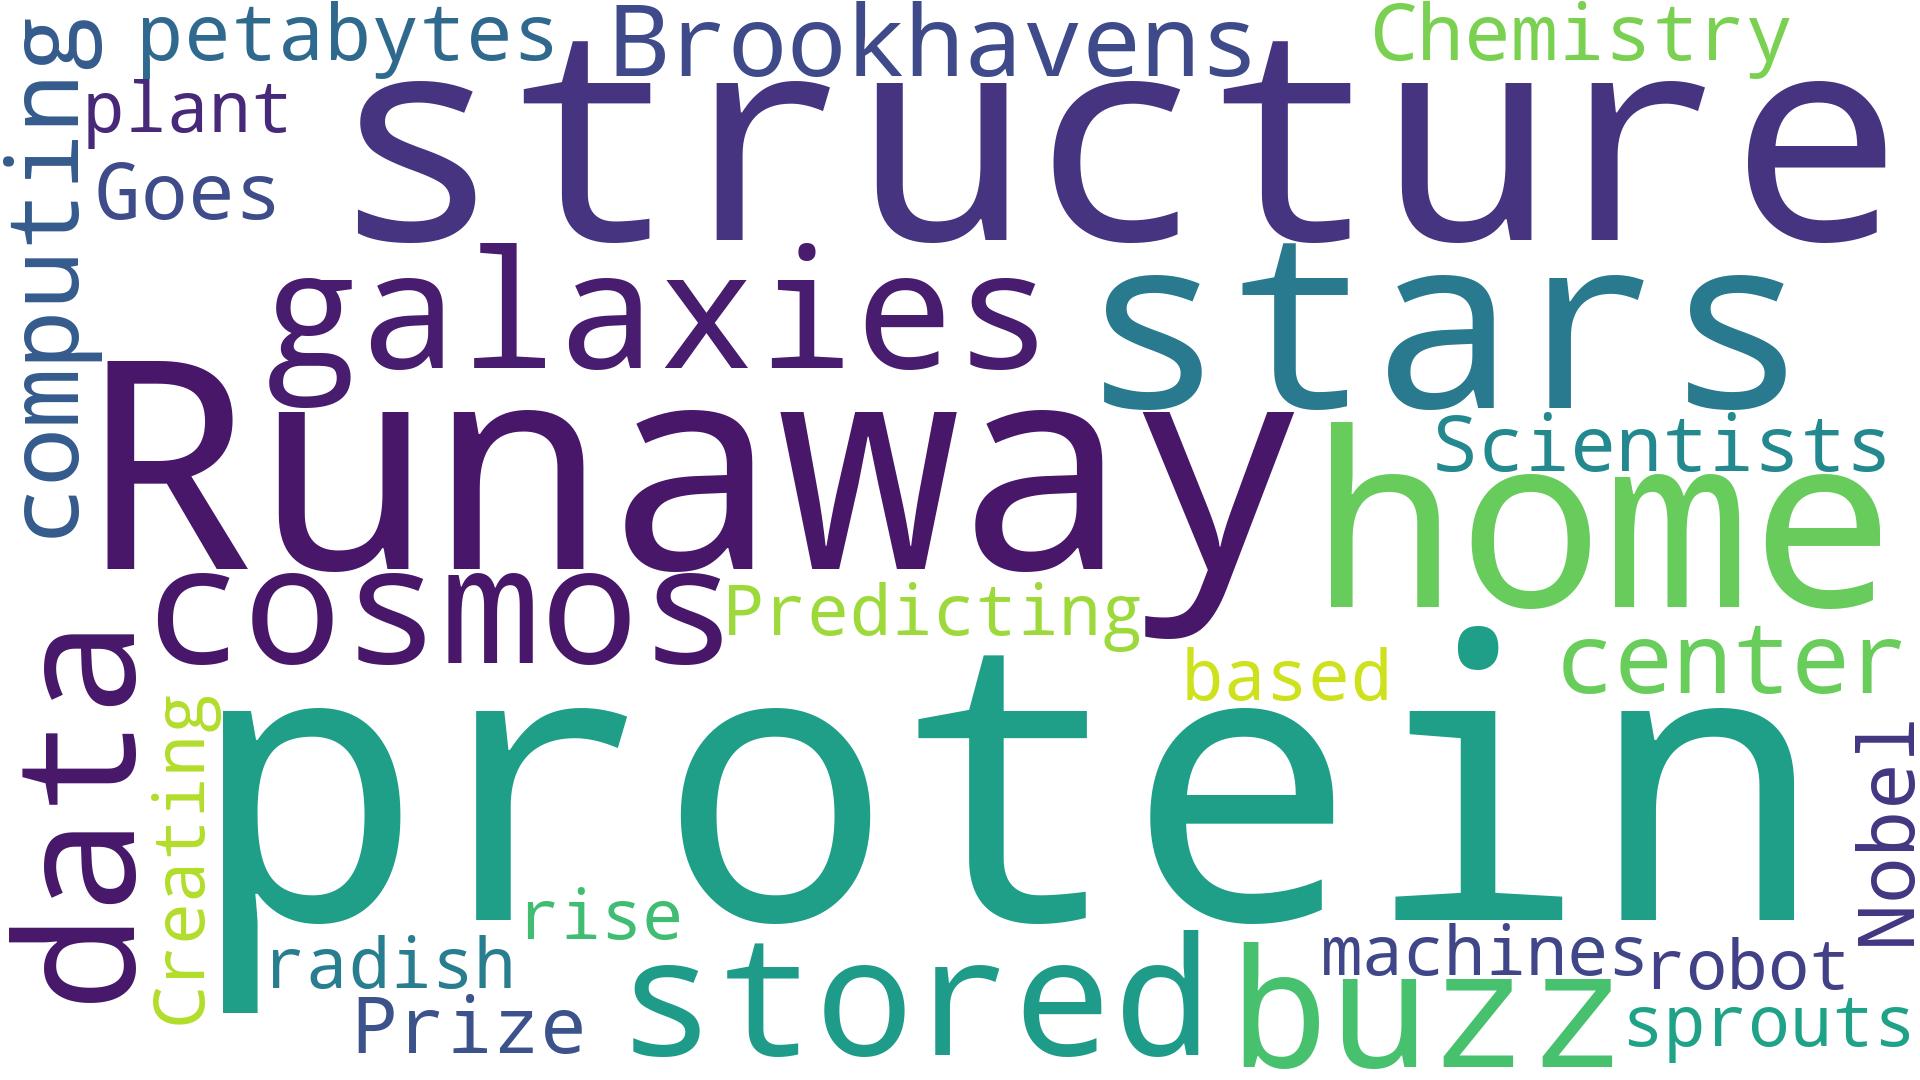 computing
petabytes
Brookhavens
Chemistry
plant
structure
Goes
galaxies
stars
Runaway
Scientists
home
cosmos
Predicting
data
based
center
Creating
protein
Nobel
rise
radish
machines
robot
Prize
stored
buzz
sprouts